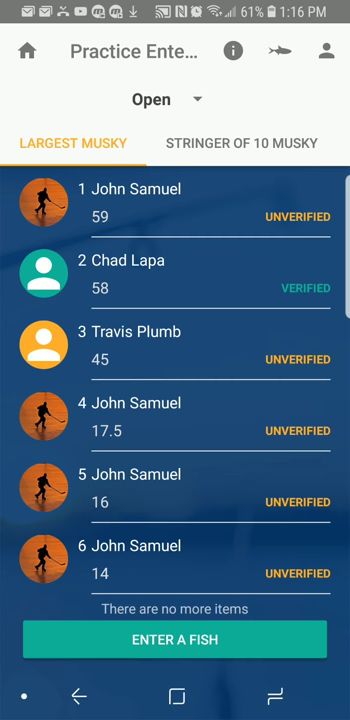 61% 1:16 PM
Practice Ente...
Open
LARGEST MUSKY STRINGER OF 10 MUSKY
1 John Samuel
59 UNVERIFIED
2 Chad Lapa
58 VERIFIED
3 Travis Plumb
45 UNVERIFIED
4 John Samuel
17.5 UNVERIFIED
5 John Samuel
16 UNVERIFIED
6 John Samuel
14 UNVERIFIED
There are no more items
ENTER A FISH